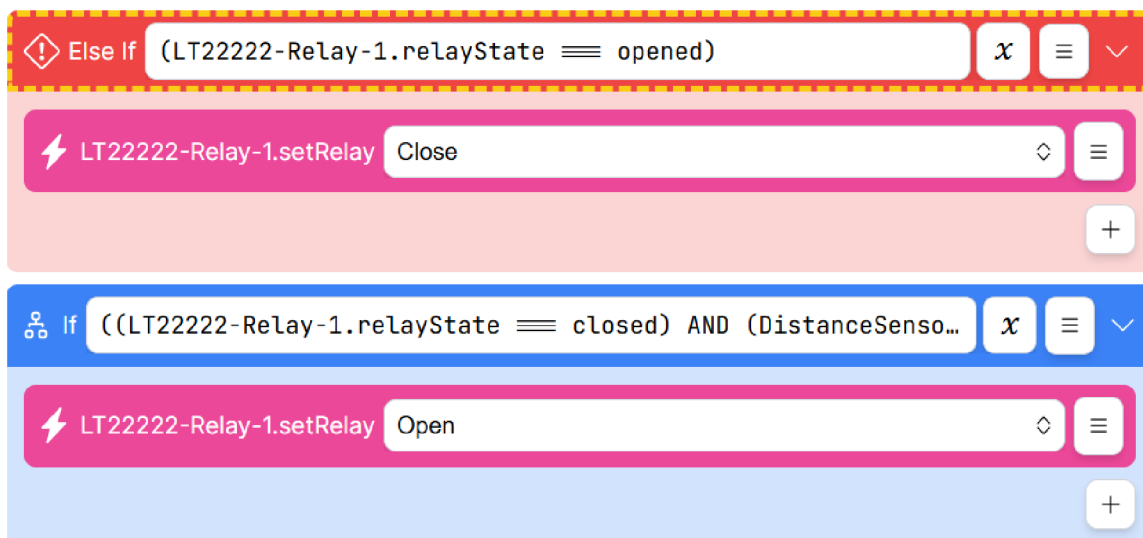 Else If (LT22222-Relay-1.relayState === opened) x
LT22222-Relay-1.setRelay Close
+
If ((LT22222-Relay-1.relayState === closed) AND (DistanceSenso… x
LT22222-Relay-1.setRelay Open
+